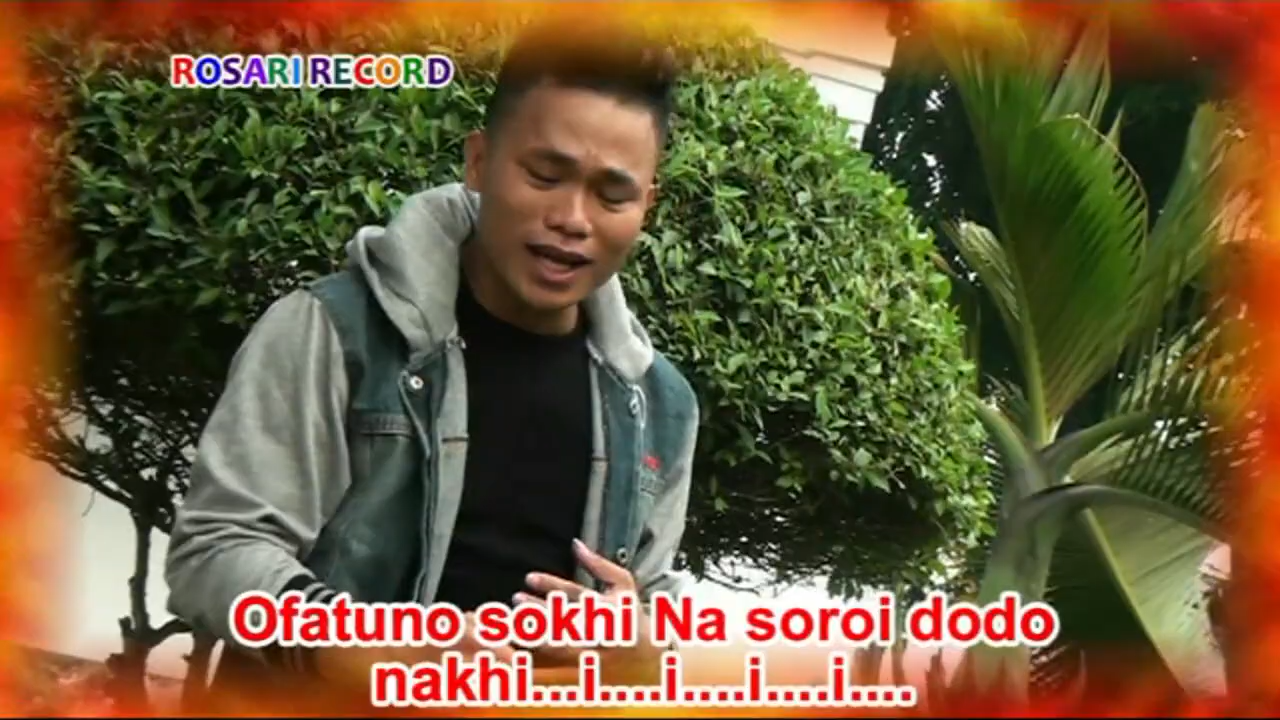 ROSARI RECORD
Ofatuno sokhi Na soroi dodo
nakhi...i....i....i....i....